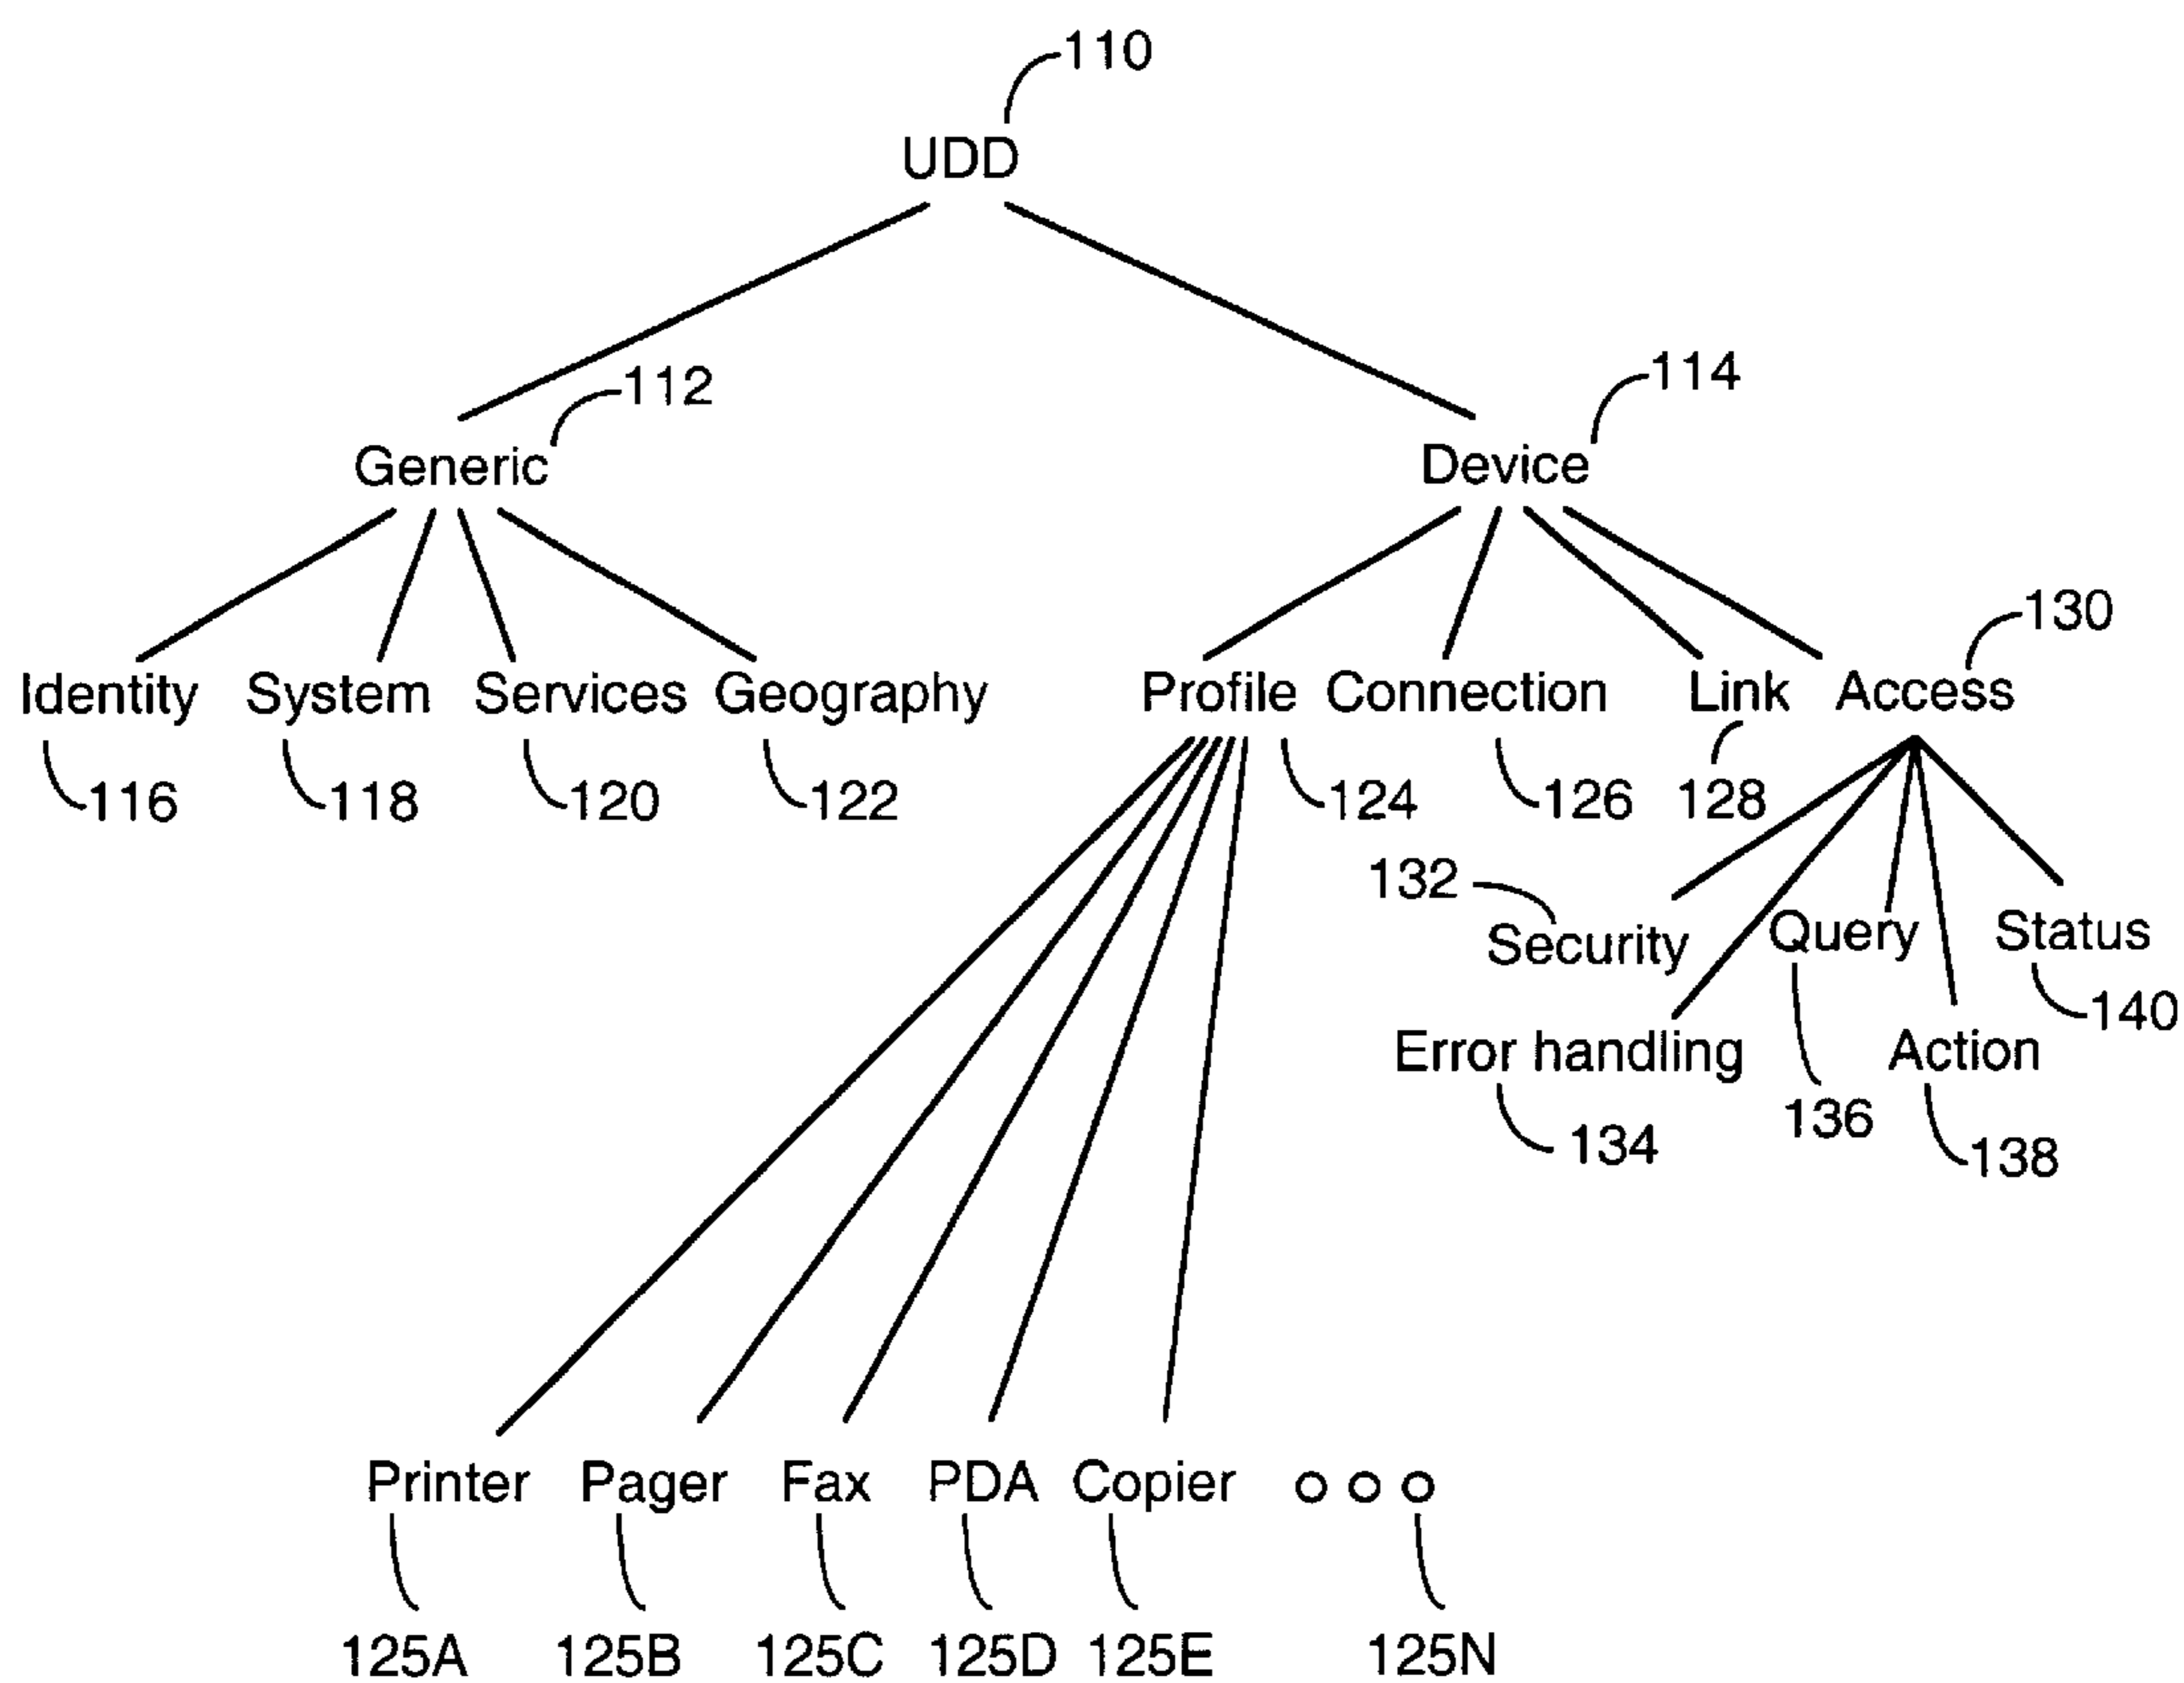 110
UDD
112
114
Generic
Device
130
Identity System Services Geography Profile Connection Link Access
116 118 120 122 124 126 128
132
Security Query Status
140
Error handling Action
134 136 138
Printer Pager Fax PDA Copier o o o
125A 125B 125C 125D 125E 125N